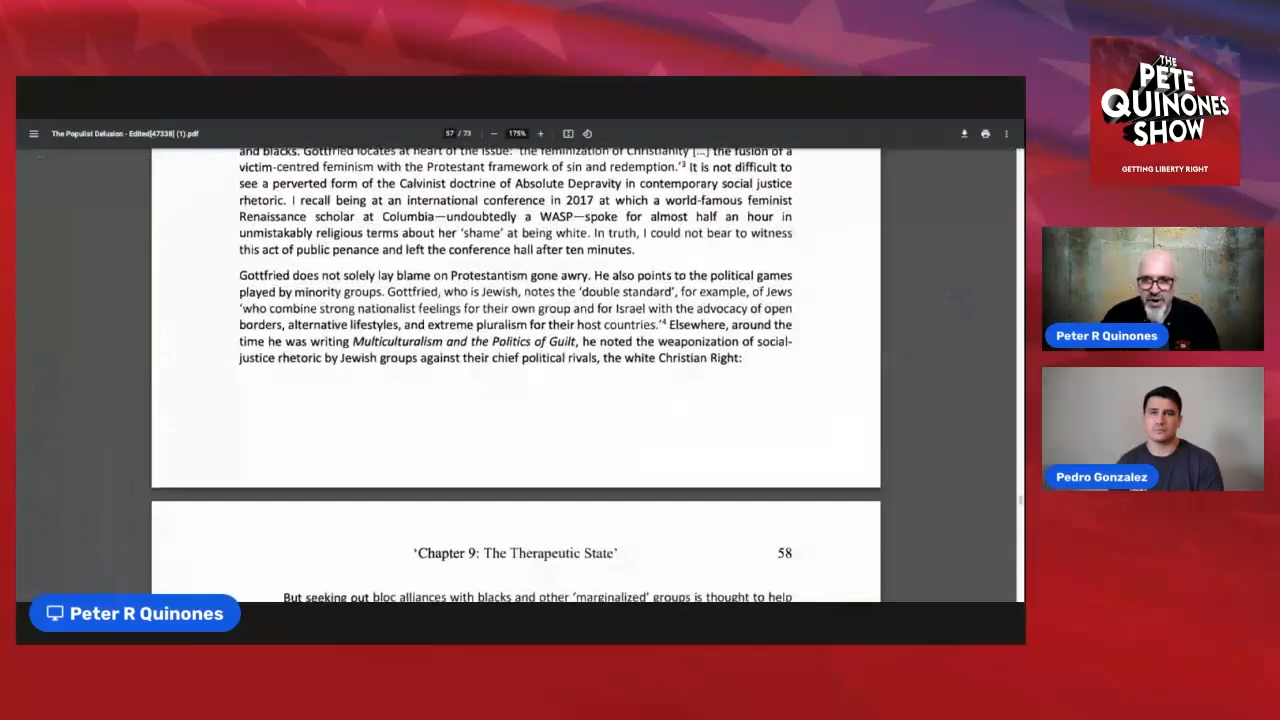 The Populist Delusion - Edited[47338] (1).pdf
57 / 73
175%
and blacks. Gottfried locates at heart of the issue: 'the feminization of Christianity [...] the fusion of a
victim-centred feminism with the Protestant framework of sin and redemption.'3 It is not difficult to
see a perverted form of the Calvinist doctrine of Absolute Depravity in contemporary social justice
rhetoric. I recall being at an international conference in 2017 at which a world-famous feminist
Renaissance scholar at Columbia—undoubtedly a WASP—spoke for almost half an hour in
unmistakably religious terms about her 'shame' at being white. In truth, I could not bear to witness
this act of public penance and left the conference hall after ten minutes.
Gottfried does not solely lay blame on Protestantism gone awry. He also points to the political games
played by minority groups. Gottfried, who is Jewish, notes the 'double standard', for example, of Jews
'who combine strong nationalist feelings for their own group and for Israel with the advocacy of open
borders, alternative lifestyles, and extreme pluralism for their host countries.'4 Elsewhere, around the
time he was writing Multiculturalism and the Politics of Guilt, he noted the weaponization of social-
justice rhetoric by Jewish groups against their chief political rivals, the white Christian Right:
'Chapter 9: The Therapeutic State'
58
But seeking out bloc alliances with blacks and other 'marginalized' groups is thought to help
Peter R Quinones
THE
PETE
QUINONES
SHOW
GETTING LIBERTY RIGHT
Peter R Quinones
Pedro Gonzalez